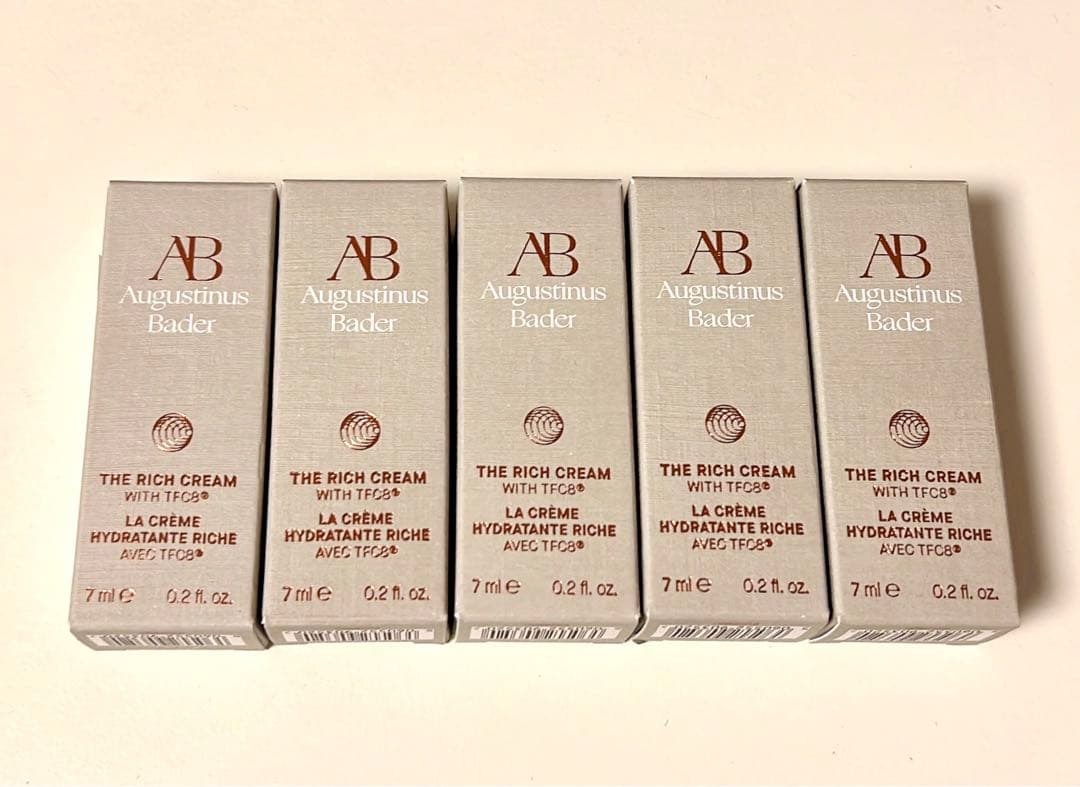 AB
Augustinus
Bader
THE RICH CREAM
WITH TFC8®
LA CRÈME
HYDRATANTE RICHE
AVEC TFC8®
7 ml ℮ 0.2 fl. oz.
AB
Augustinus
Bader
THE RICH CREAM
WITH TFC8®
LA CRÈME
HYDRATANTE RICHE
AVEC TFC8®
7 ml ℮ 0.2 fl. oz.
AB
Augustinus
Bader
THE RICH CREAM
WITH TFC8®
LA CRÈME
HYDRATANTE RICHE
AVEC TFC8®
7 ml ℮ 0.2 fl. oz.
AB
Augustinus
Bader
THE RICH CREAM
WITH TFC8®
LA CRÈME
HYDRATANTE RICHE
AVEC TFC8®
7 ml ℮ 0.2 fl. oz.
AB
Augustinus
Bader
THE RICH CREAM
WITH TFC8®
LA CRÈME
HYDRATANTE RICHE
AVEC TFC8®
7 ml ℮ 0.2 fl. oz.